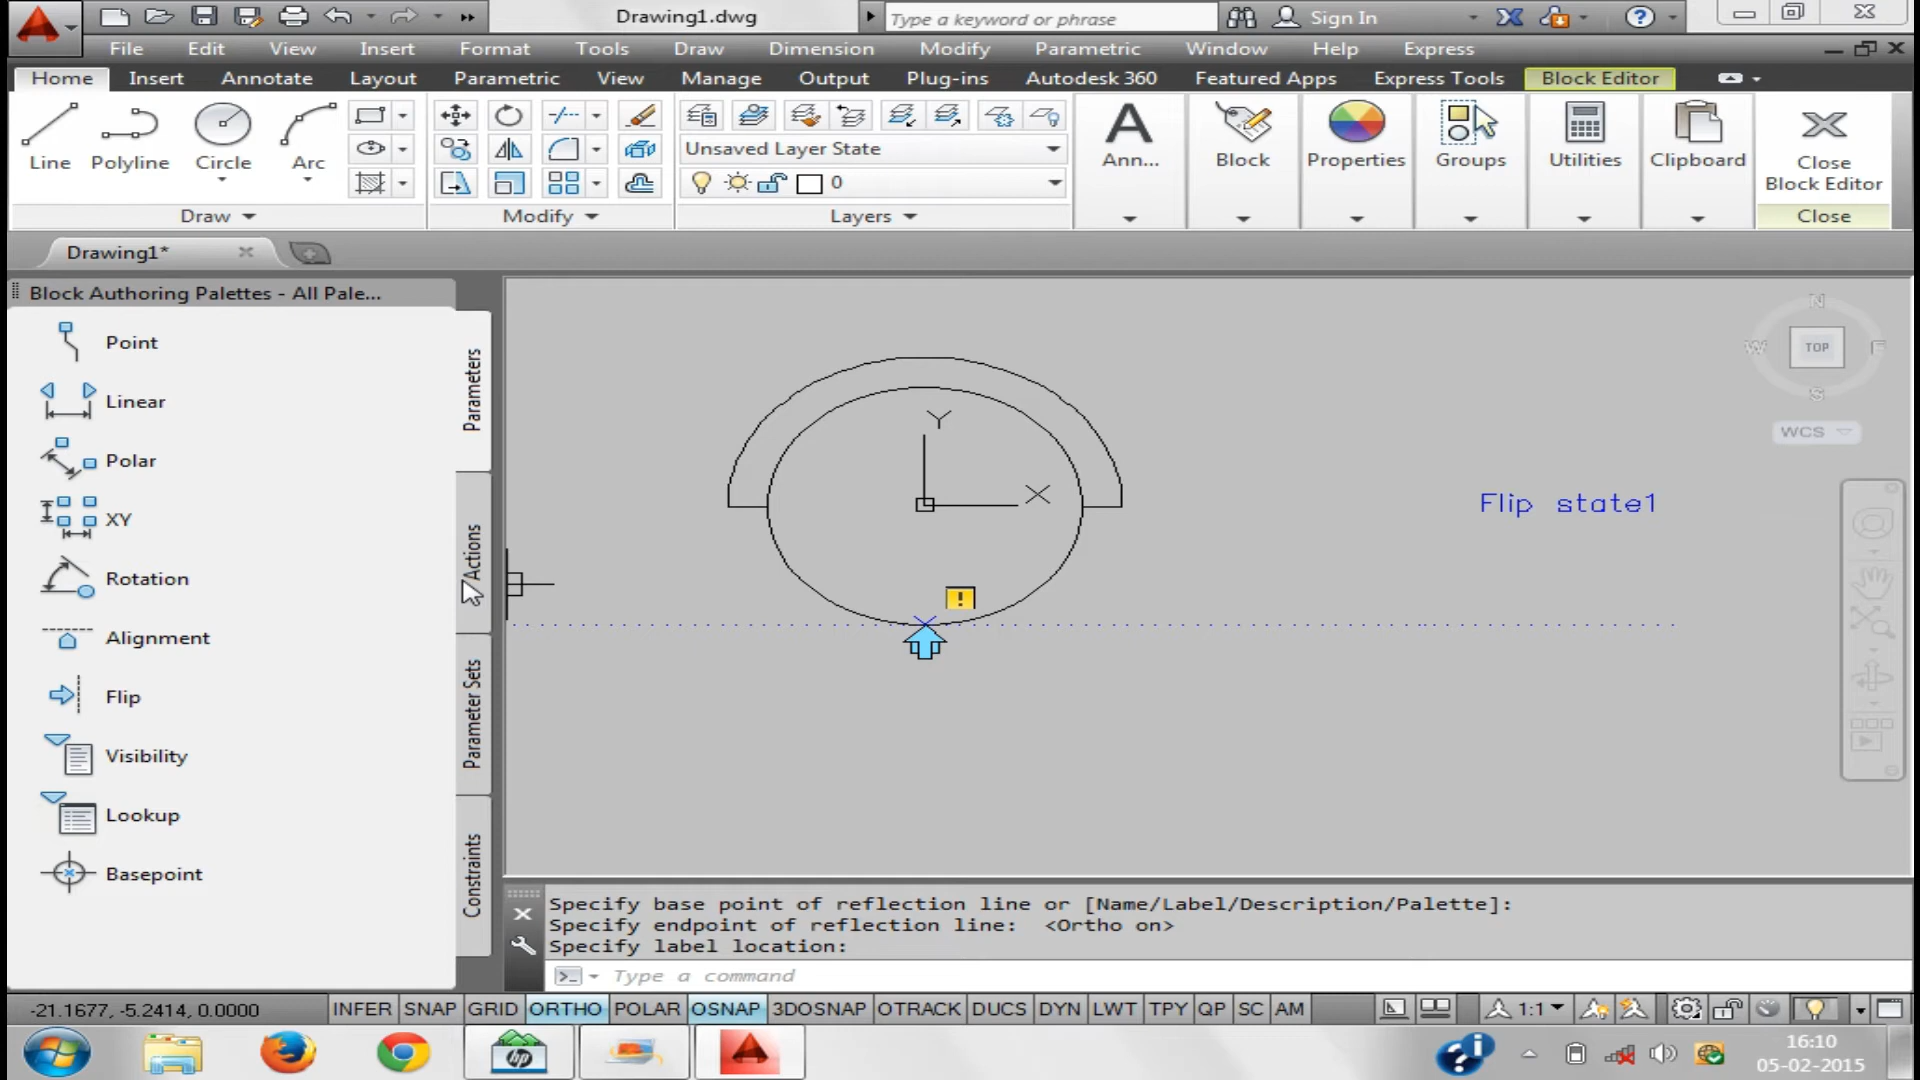 Drawing1.dwg
Type a keyword or phrase
Sign In
File Edit View Insert Format Tools Draw Dimension Modify Parametric Window Help Express
Home Insert Annotate Layout Parametric View Manage Output Plug-ins Autodesk 360 Featured Apps Express Tools Block Editor
Line Polyline Circle Arc
Unsaved Layer State
0
Ann... Block Properties Groups Utilities Clipboard Close
Block Editor
Draw Modify Layers Close
Drawing1*
Block Authoring Palettes - All Pale...
Point
Linear
Polar
XY
Rotation
Alignment
Flip
Visibility
Lookup
Basepoint
Parameters
Actions
Parameter Sets
Constraints
Y
X
!
Flip state1
N
W TOP E
S
WCS
Specify base point of reflection line or [Name/Label/Description/Palette]:
Specify endpoint of reflection line: <Ortho on>
Specify label location:
Type a command
-21.1677, -5.2414, 0.0000 INFER SNAP GRID ORTHO POLAR OSNAP 3DOSNAP OTRACK DUCS DYN LWT TPY QP SC AM 1:1
hp
16:10
05-02-2015